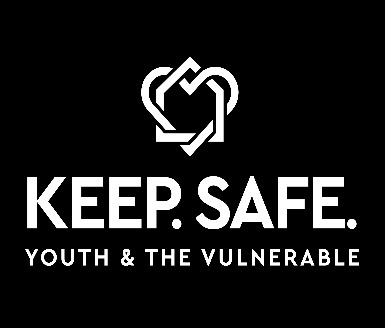 KEEP. SAFE.
YOUTH & THE VULNERABLE